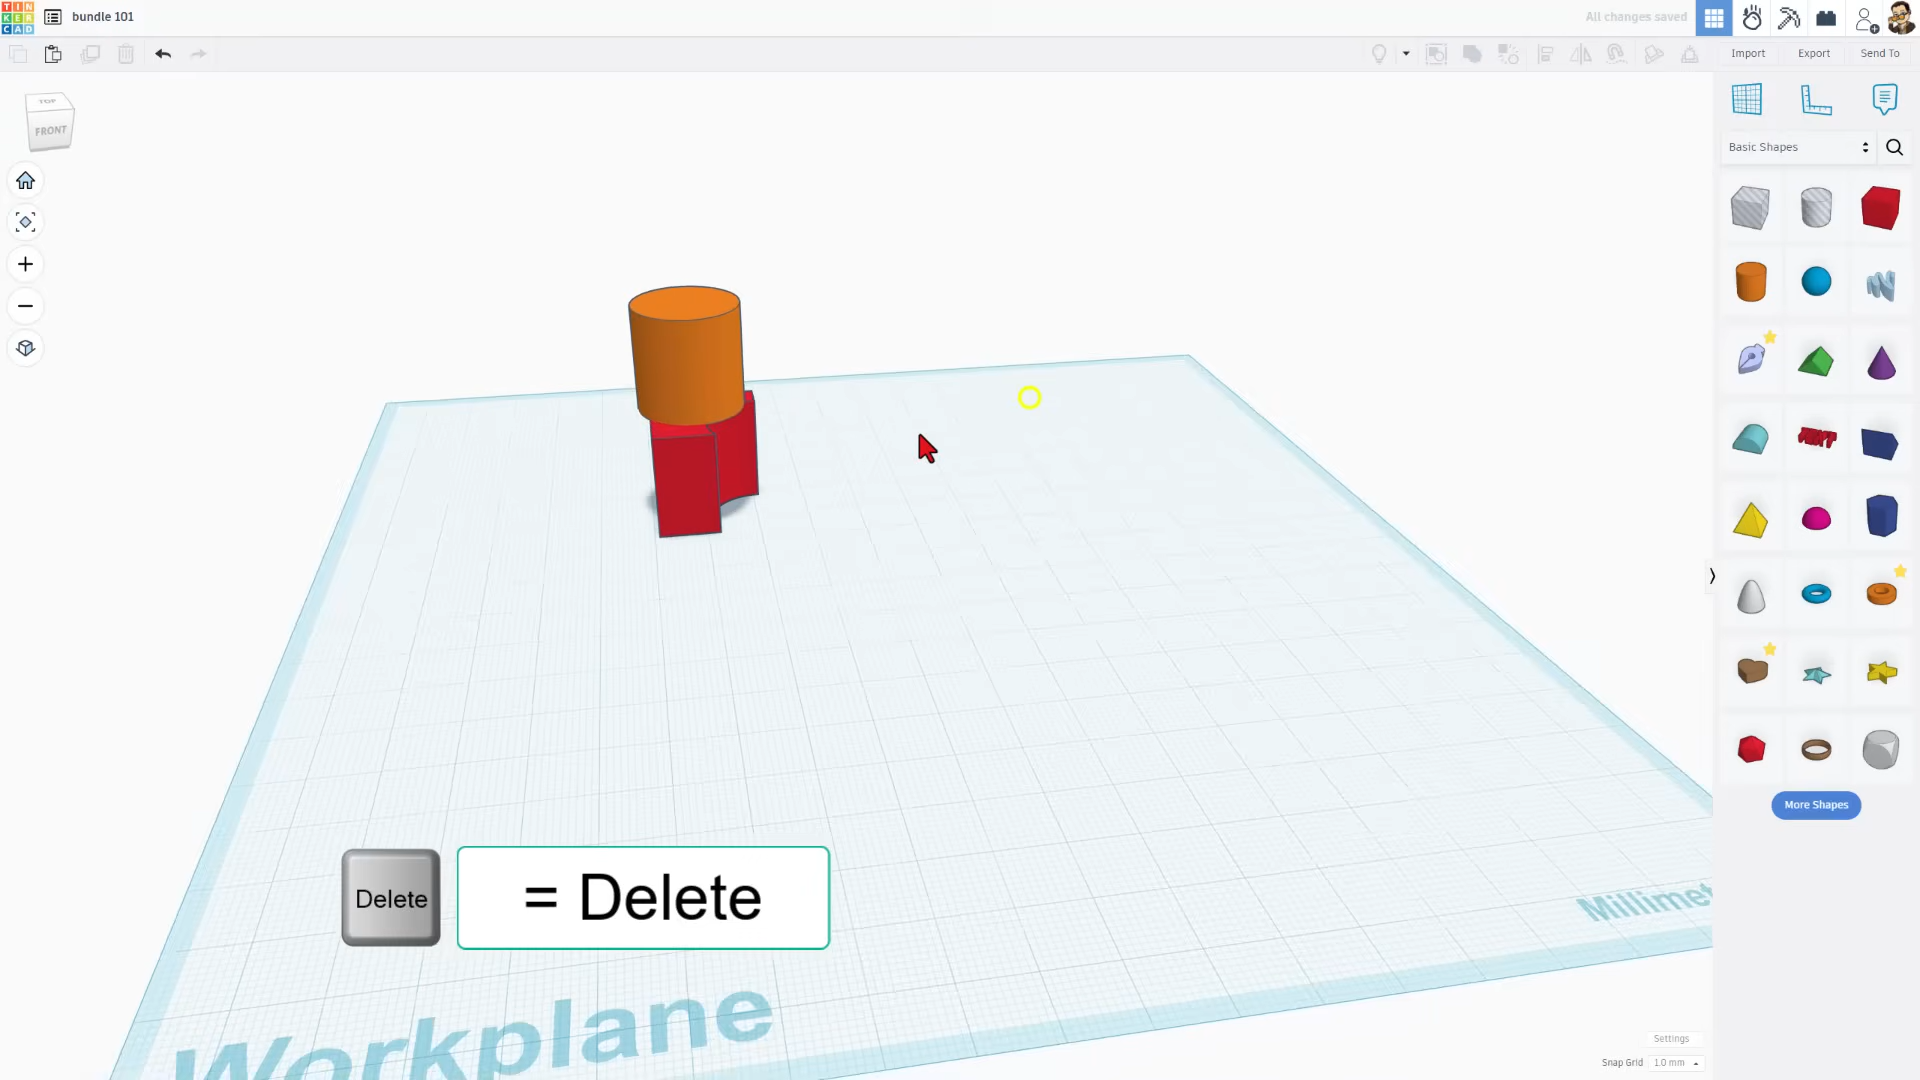 TIN
KER
CAD
bundle 101
All changes saved
Import
Export
Send To
TOP
FRONT
Basic Shapes
TEXT
More Shapes
Delete
= Delete
Workplane
Settings
Snap Grid
1.0 mm